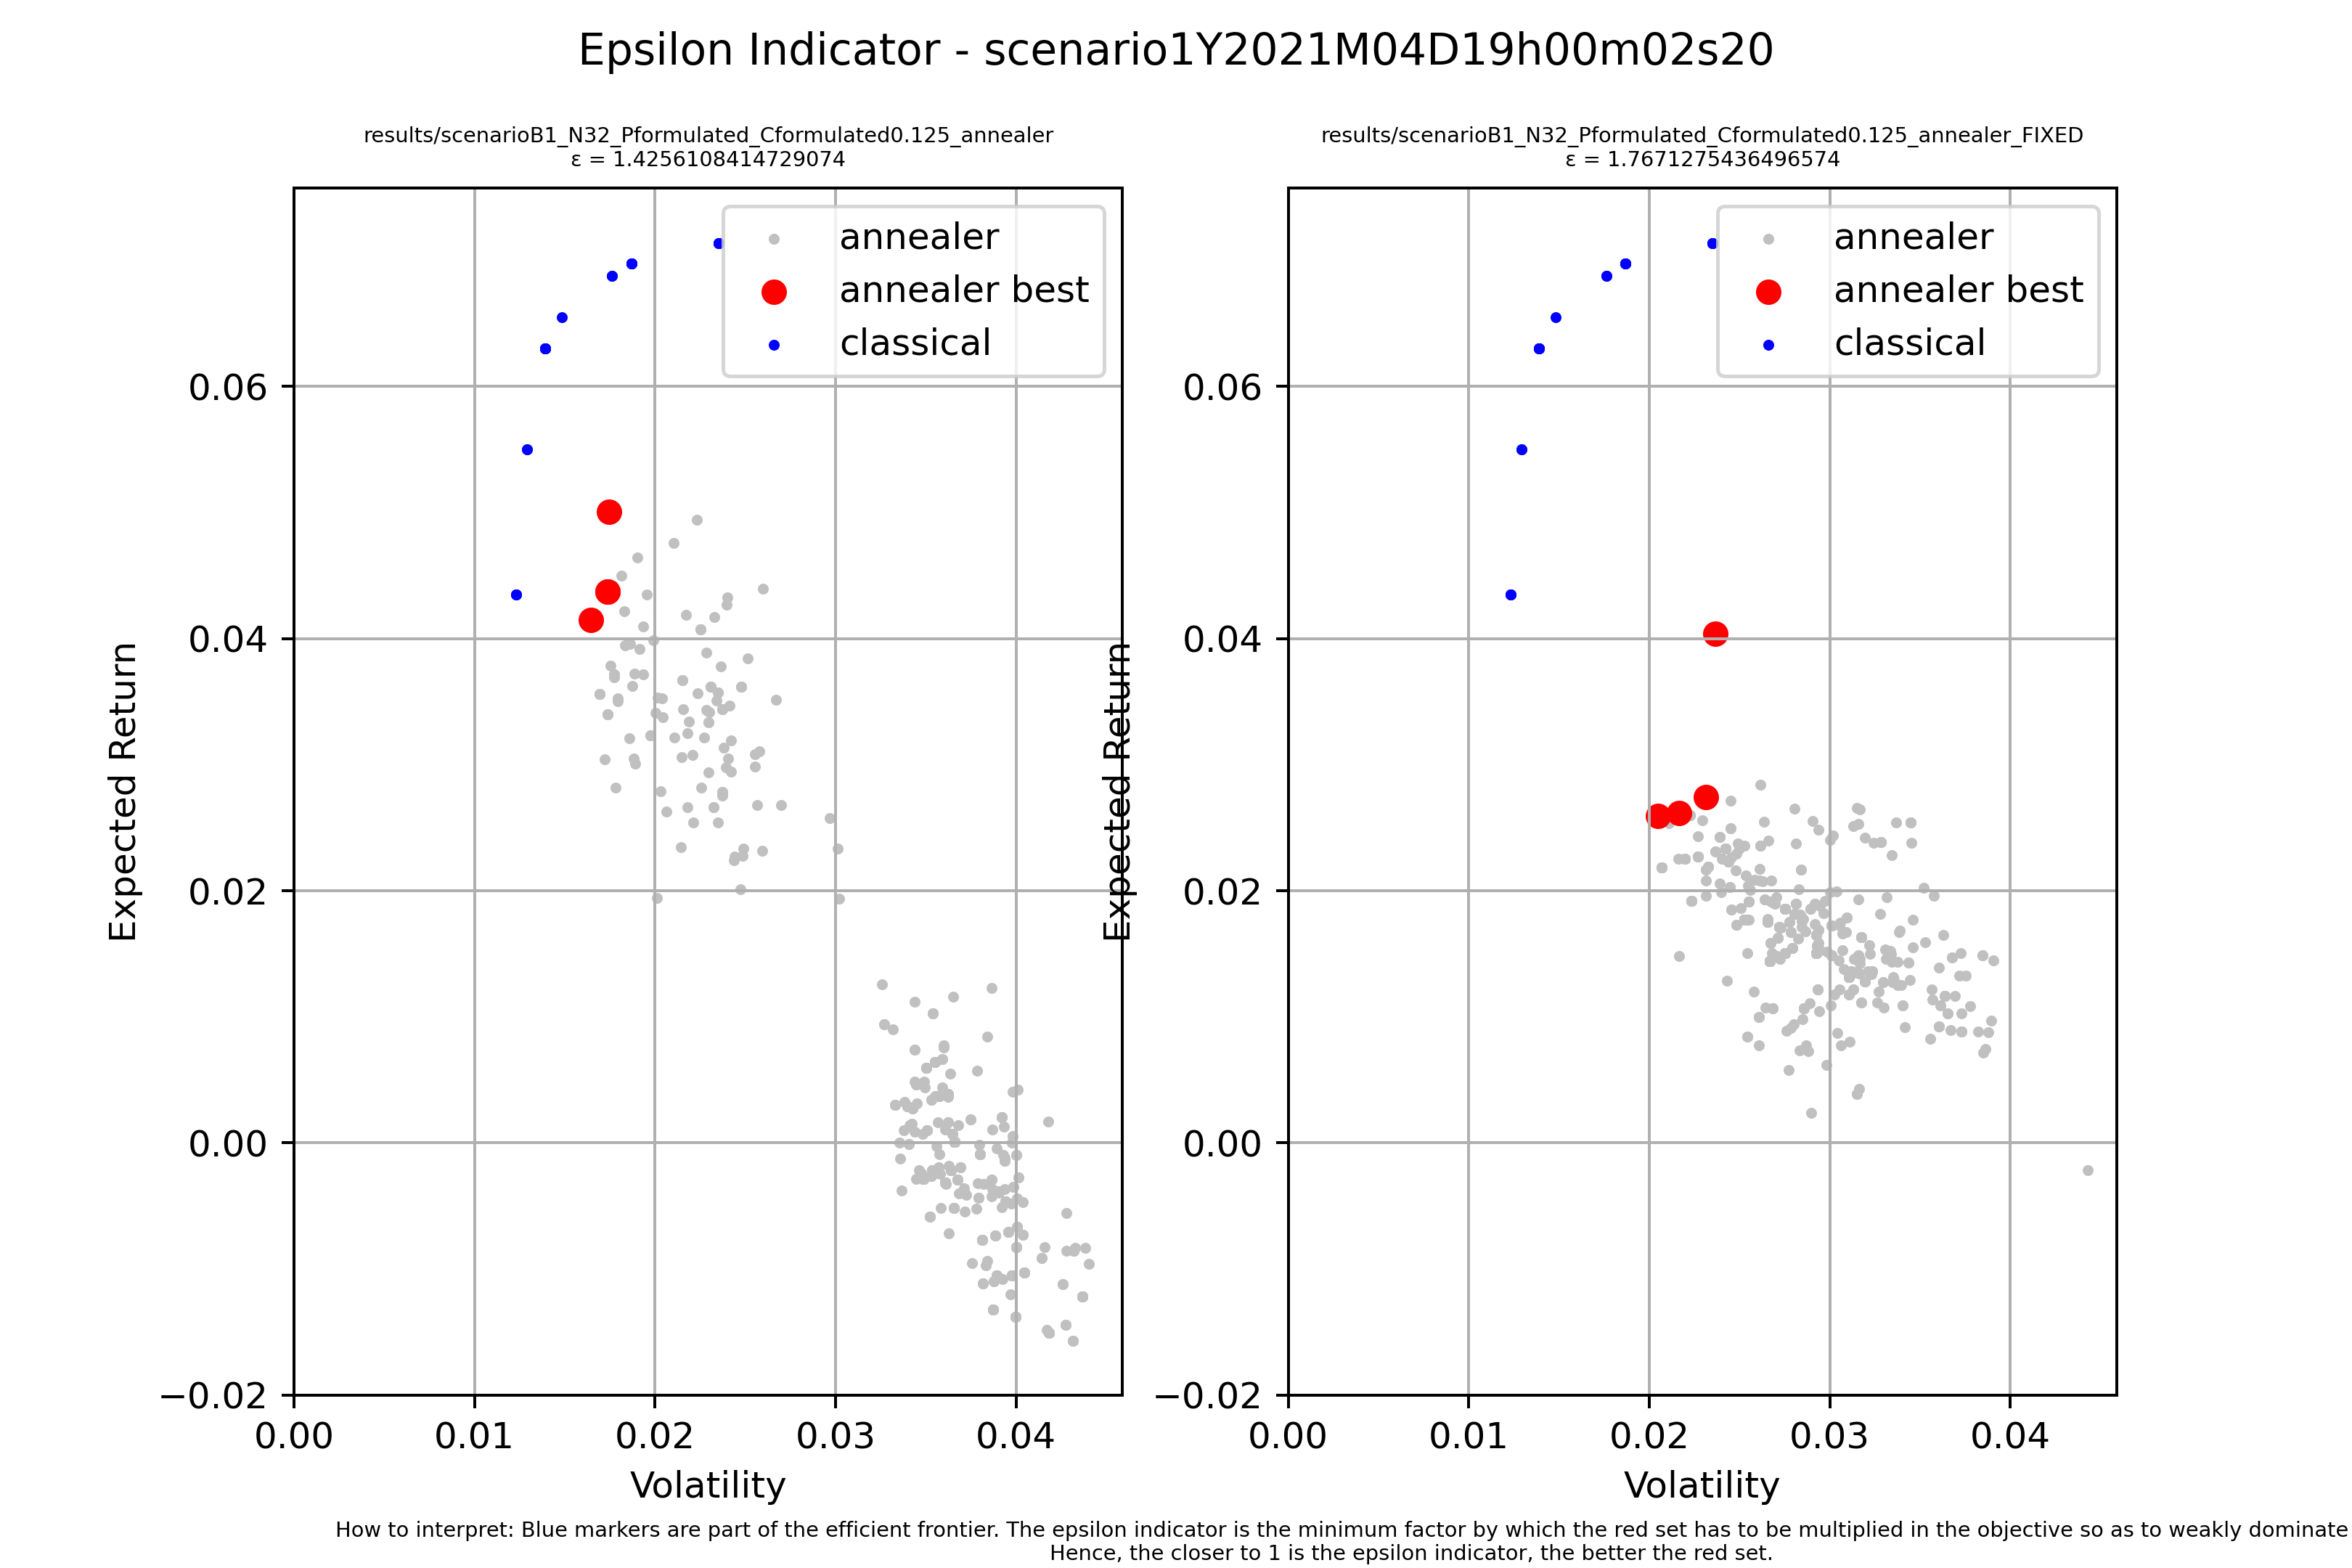 Epsilon Indicator - scenario1Y2021M04D19h00m02s20
results/scenarioB1_N32_Pformulated_Cformulated0.125_annealer
ε = 1.4256108414729074
annealer
annealer best
classical
0.06
0.04
0.02
0.00
−0.02
Expected Return
0.00 0.01 0.02 0.03 0.04
Volatility
results/scenarioB1_N32_Pformulated_Cformulated0.125_annealer_FIXED
ε = 1.7671275436496574
annealer
annealer best
classical
0.06
0.04
0.02
0.00
−0.02
Expected Return
0.00 0.01 0.02 0.03 0.04
Volatility
How to interpret: Blue markers are part of the efficient frontier. The epsilon indicator is the minimum factor by which the red set has to be multiplied in the objective so as to weakly dominate
Hence, the closer to 1 is the epsilon indicator, the better the red set.